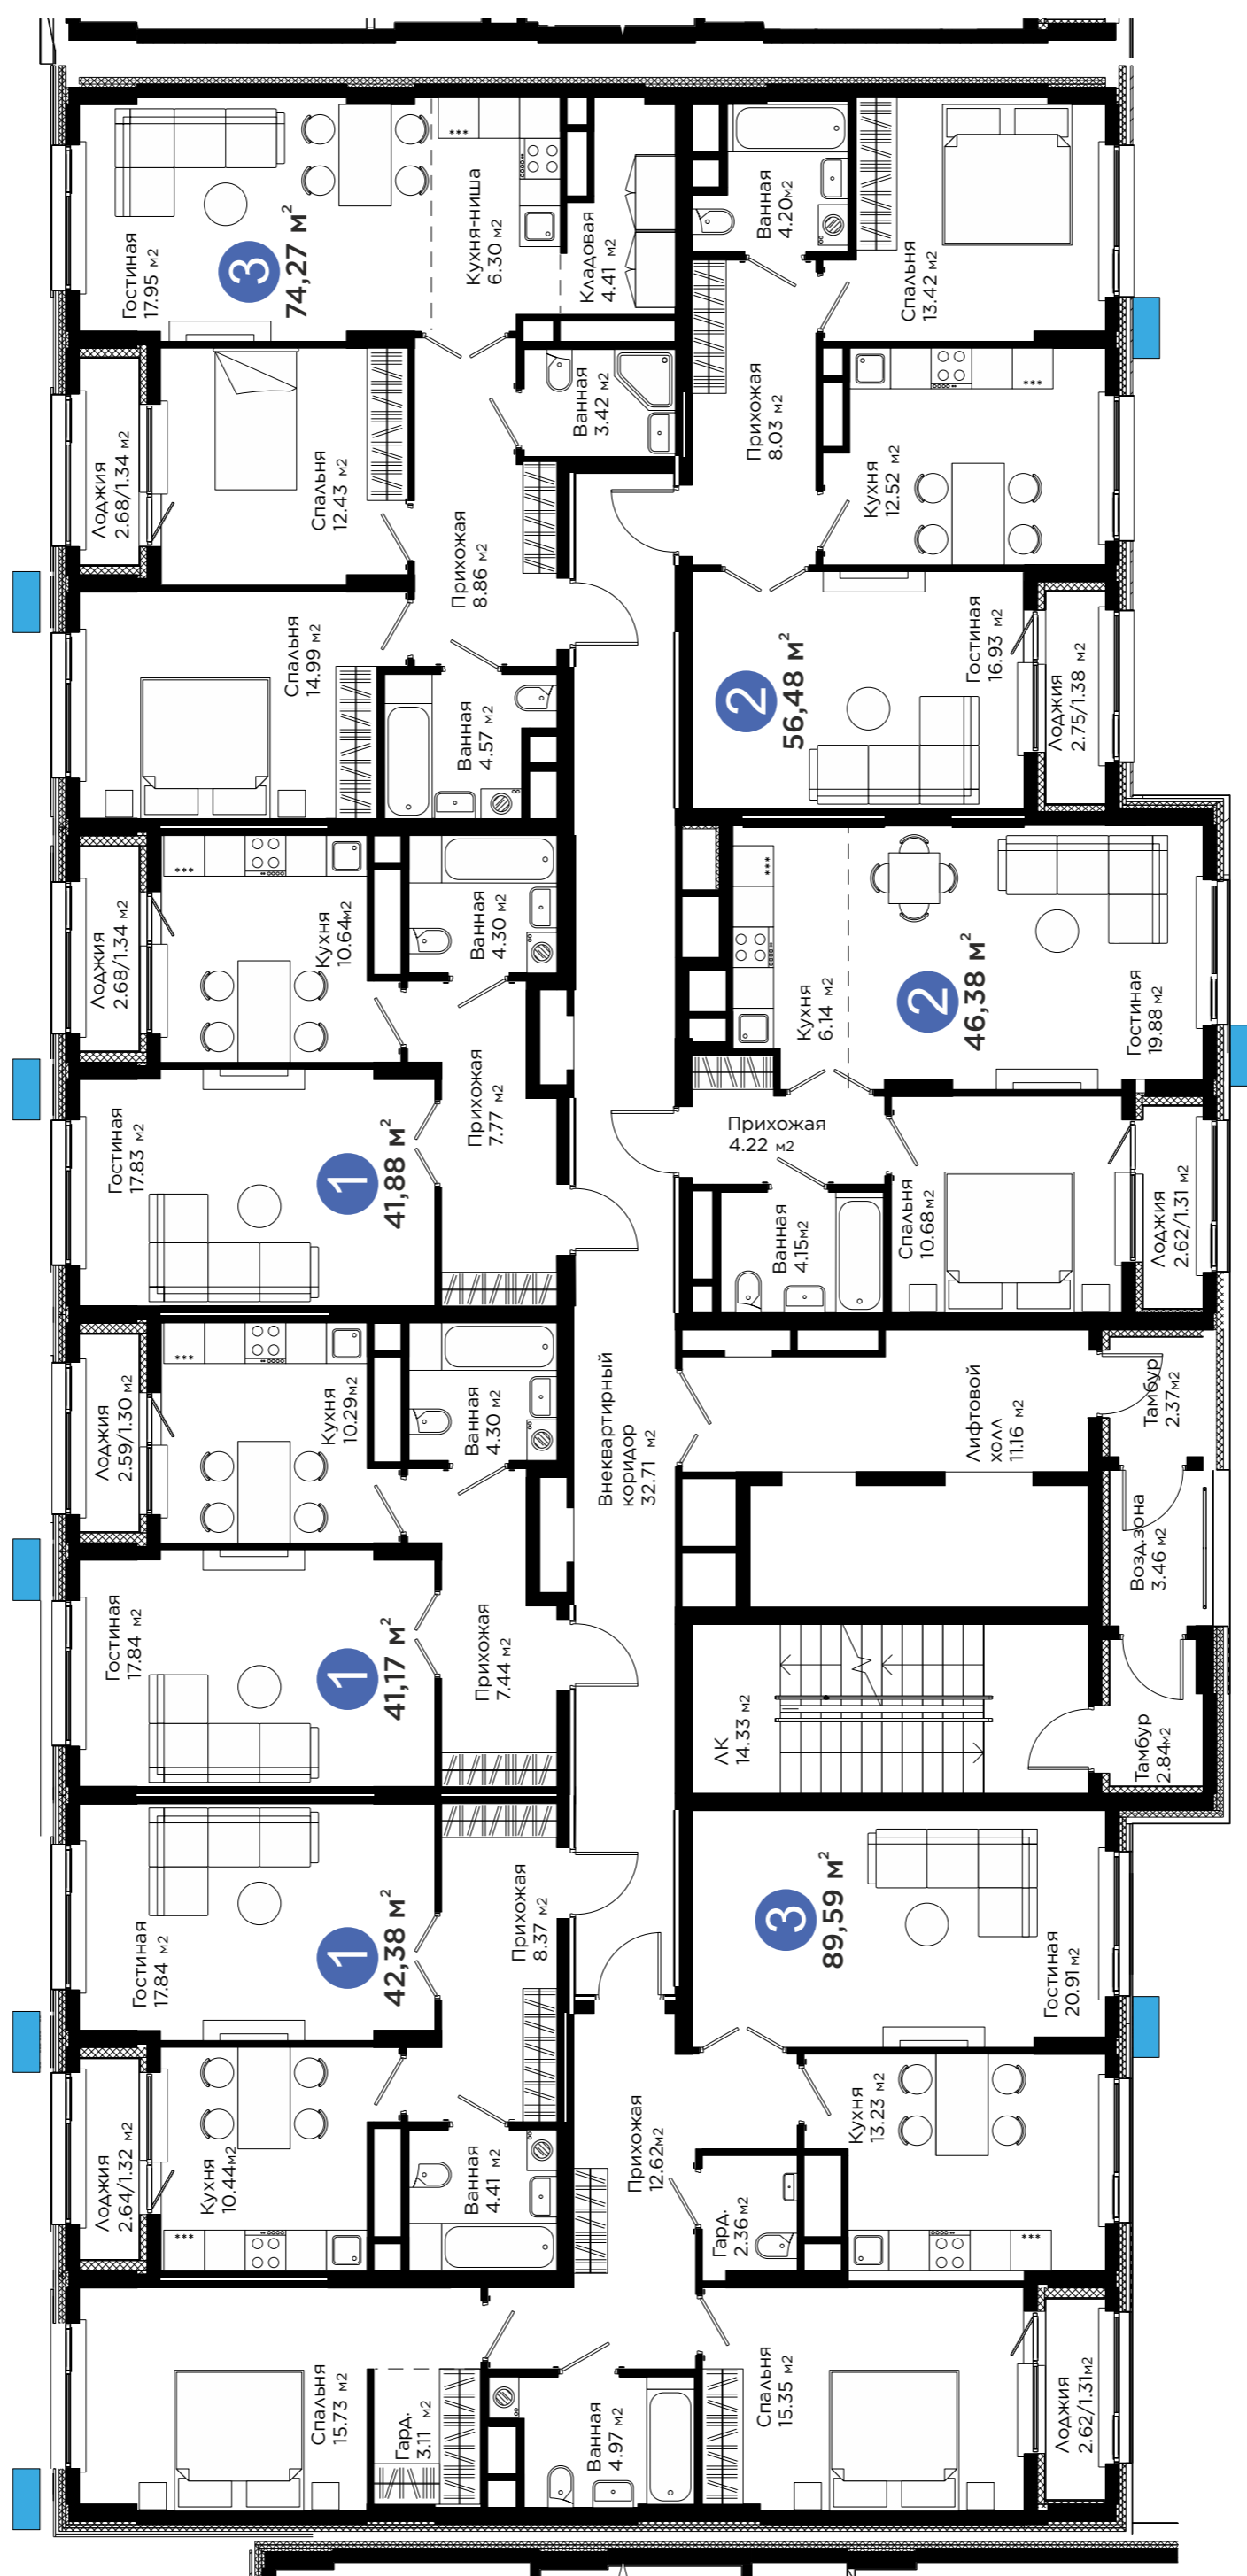 Гостиная
17.95 м2
3
74,27 м²
Кухня-ниша
6.30 м2
Кладовая
4.41 м2
Ванная
4.20м2
Спальня
13.42 м2
Лоджия
2.68/1.34 м2
Спальня
12.43 м2
Ванная
3.42 м2
Прихожая
8.03 м2
Кухня
12.52 м2
Прихожая
8.86 м2
Спальня
14.99 м2
Ванная
4.57 м2
2
56,48 м²
Гостиная
16.93 м2
Лоджия
2.75/1.38 м2
Лоджия
2.68/1.34 м2
Кухня
10.64м2
Ванная
4.30 м2
Кухня
6.14 м2
2
46,38 м²
Гостиная
19.88 м2
Гостиная
17.83 м2
1
41,88 м²
Прихожая
7.77 м2
Прихожая
4.22 м2
Ванная
4.15м2
Спальня
10.68м2
Лоджия
2.62/1.31 м2
Лоджия
2.59/1.30 м2
Кухня
10.29м2
Ванная
4.30 м2
Внеквартирный
коридор
32.71 м2
Лифтовой
холл
11.16 м2
Тамбур
2.37м2
Возд.зона
3.46 м2
Гостиная
17.84 м2
1
41,17 м²
Прихожая
7.44 м2
ЛК
14.33 м2
Тамбур
2.84м2
Гостиная
17.84 м2
1
42,38 м²
Прихожая
8.37 м2
3
89,59 м²
Гостиная
20.91 м2
Лоджия
2.64/1.32 м2
Кухня
10.44м2
Ванная
4.41 м2
Прихожая
12.62м2
Гард.
2.36 м2
Кухня
13.23 м2
Спальня
15.73 м2
Гард.
3.11 м2
Ванная
4.97 м2
Спальня
15.35 м2
Лоджия
2.62/1.31м2